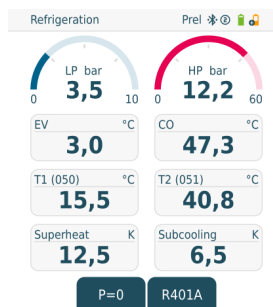 Refrigeration Prel
LP bar HP bar
3,5 12,2
0 10 0 60
EV °C CO °C
3,0 47,3
T1 (050) °C T2 (051) °C
15,5 40,8
Superheat K Subcooling K
12,5 6,5
P=0 R401A